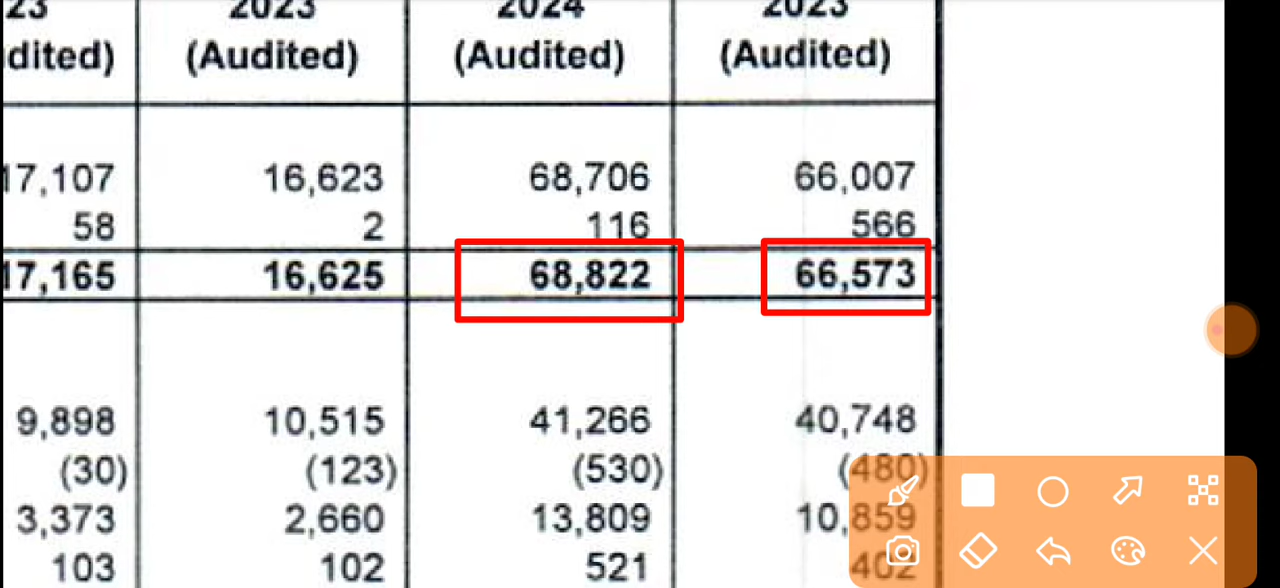 23 2023 2024 2023
dited) (Audited) (Audited) (Audited)
17,107 16,623 68,706 66,007
58 2 116 566
17,165 16,625 68,822 66,573
9,898 10,515 41,266 40,748
(30) (123) (530) (480)
3,373 2,660 13,809 10,859
103 102 521 402